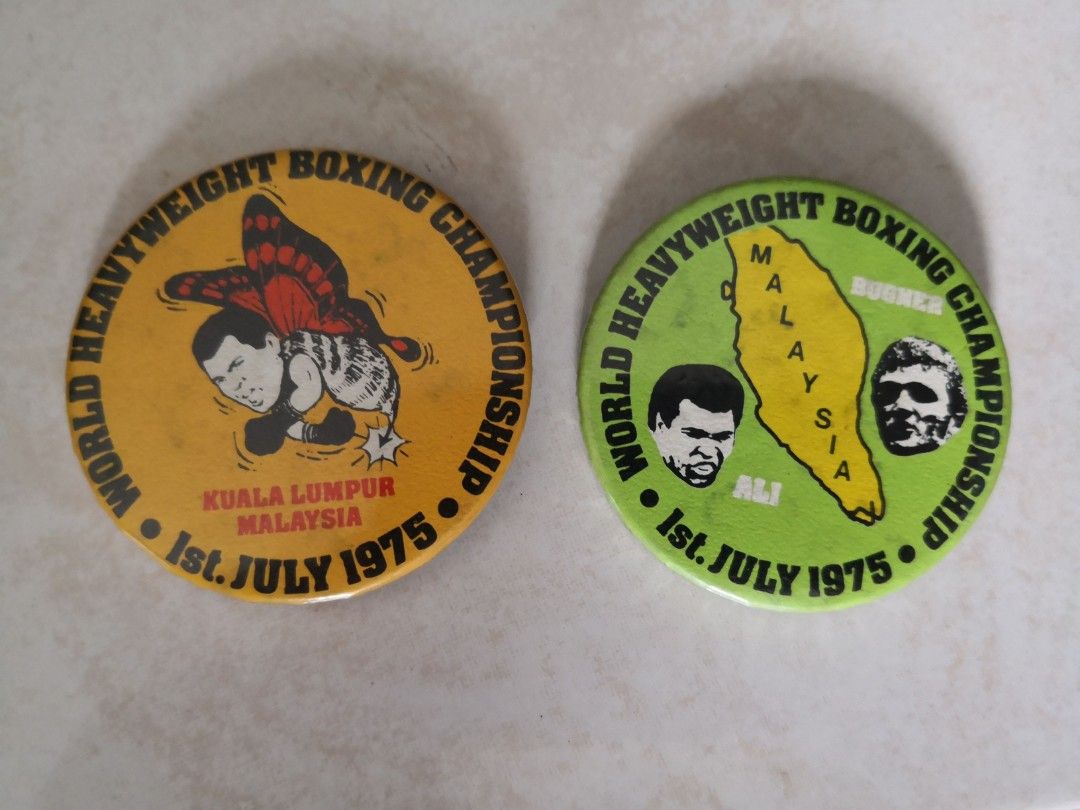 WORLD HEAVYWEIGHT BOXING CHAMPIONSHIP
KUALA LUMPUR
MALAYSIA
• 1st. JULY 1975 •
WORLD HEAVYWEIGHT BOXING CHAMPIONSHIP
MALAYSIA
BUGNER
ALI
• 1st. JULY 1975 •